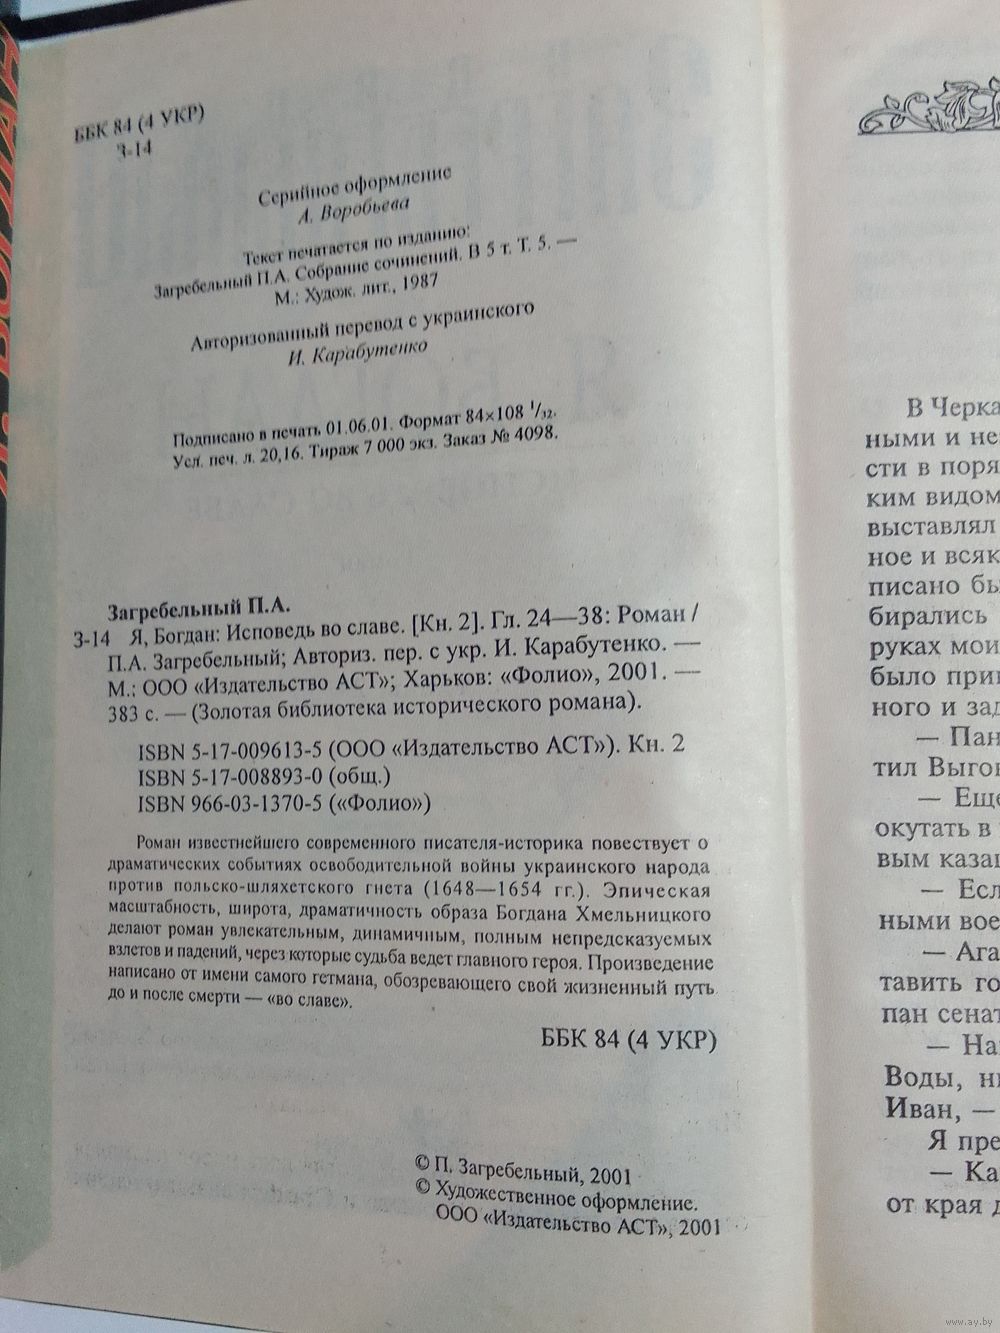 ББК 84 (4 УКР)
З-14
Серийное оформление
А. Воробьева
Текст печатается по изданию:
Загребельный П.А. Собрание сочинений. В 5 т. Т. 5. —
М.: Худож. лит., 1987
Авторизованный перевод с украинского
И. Карабутенко
Подписано в печать 01.06.01. Формат 84×108 1/32.
Усл. печ. л. 20,16. Тираж 7 000 экз. Заказ № 4098.
Загребельный П.А.
З-14 Я, Богдан: Исповедь во славе. [Кн. 2]. Гл. 24—38: Роман /
П.А. Загребельный; Авториз. пер. с укр. И. Карабутенко. —
М.: ООО «Издательство АСТ»; Харьков: «Фолио», 2001. —
383 с. — (Золотая библиотека исторического романа).
ISBN 5-17-009613-5 (ООО «Издательство АСТ»). Кн. 2
ISBN 5-17-008893-0 (общ.)
ISBN 966-03-1370-5 («Фолио»)
Роман известнейшего современного писателя-историка повествует о
драматических событиях освободительной войны украинского народа
против польско-шляхетского гнета (1648—1654 гг.). Эпическая
масштабность, широта, драматичность образа Богдана Хмельницкого
делают роман увлекательным, динамичным, полным непредсказуемых
взлетов и падений, через которые судьба ведет главного героя. Произведение
написано от имени самого гетмана, обозревающего свой жизненный путь
до и после смерти — «во славе».
ББК 84 (4 УКР)
© П. Загребельный, 2001
© Художественное оформление.
ООО «Издательство АСТ», 2001
В Черка
ными и не
сти в поря
ким видом
выставлял
ное и всяк
писано бы
бирались
руках мои
было при
ного и зад
— Пан
тил Выгов
— Еще
окутать в
вым казац
— Есл
ными вое
— Ага
тавить го
пан сенат
— На
Воды, ни
Иван, —
Я пре
— Ка
от края д
www.ay.by